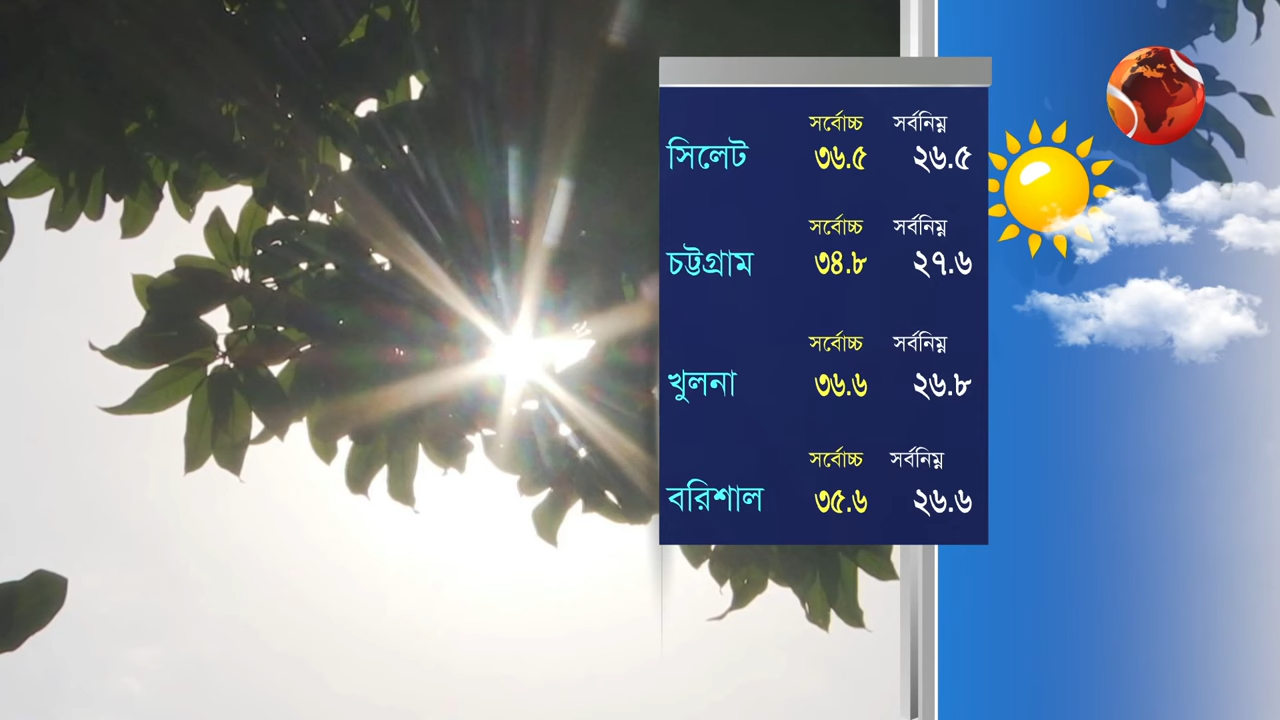 সর্বোচ্চ সর্বনিম্ন
সিলেট ৩৬.৫ ২৬.৫
সর্বোচ্চ সর্বনিম্ন
চট্টগ্রাম ৩৪.৮ ২৭.৬
সর্বোচ্চ সর্বনিম্ন
খুলনা ৩৬.৬ ২৬.৮
সর্বোচ্চ সর্বনিম্ন
বরিশাল ৩৫.৬ ২৬.৬